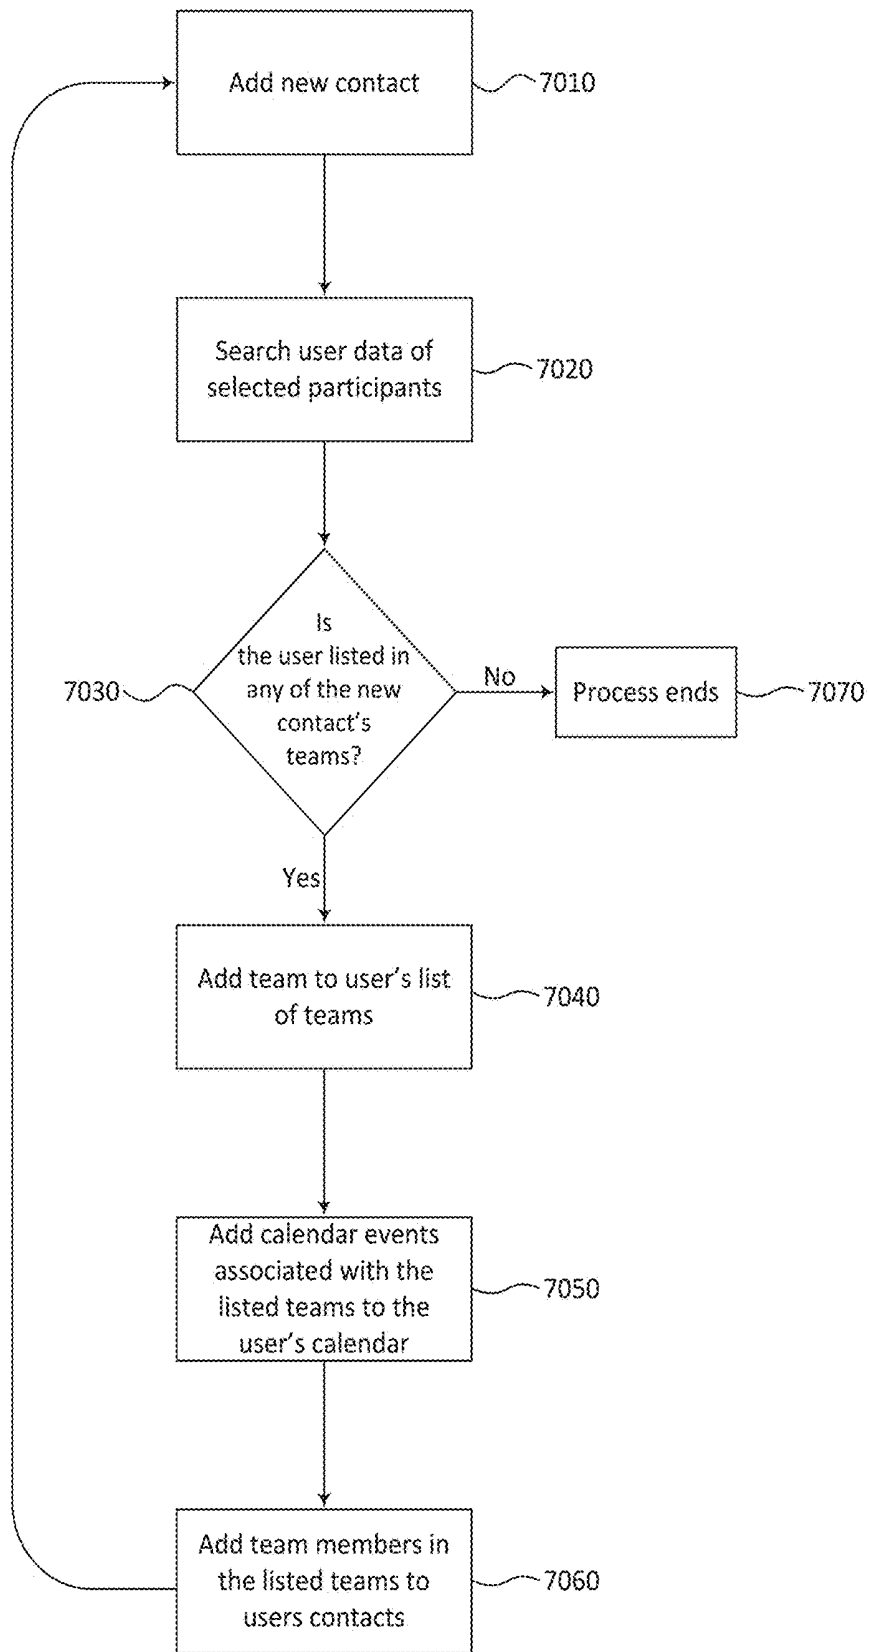 Add new contact
7010
Search user data of
selected participants
7020
Is
the user listed in
any of the new
contact's
teams?
7030
No
Process ends
7070
Yes
Add team to user's list
of teams
7040
Add calendar events
associated with the
listed teams to the
user's calendar
7050
Add team members in
the listed teams to
users contacts
7060